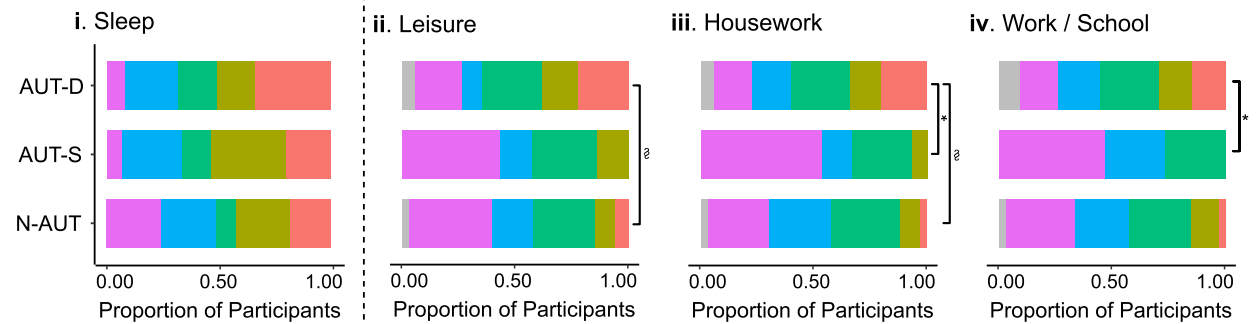 i. Sleep
ii. Leisure
iii. Housework
iv. Work / School
AUT-D
AUT-S
N-AUT
*
*
0.00 0.50 1.00
0.00 0.50 1.00
0.00 0.50 1.00
0.00 0.50 1.00
Proportion of Participants
Proportion of Participants
Proportion of Participants
Proportion of Participants